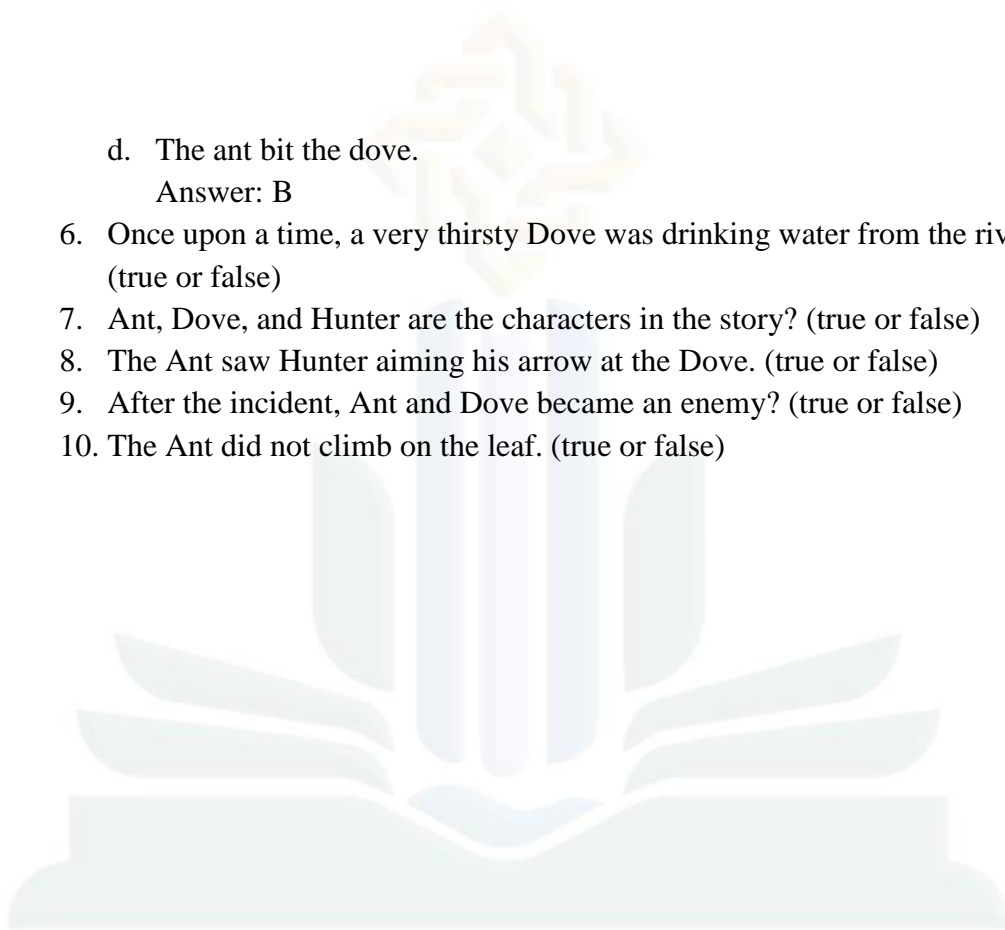 d. The ant bit the dove.
Answer: B
6. Once upon a time, a very thirsty Dove was drinking water from the
(true or false)
7. Ant, Dove, and Hunter are the characters in the story? (true or false)
8. The Ant saw Hunter aiming his arrow at the Dove. (true or false)
9. After the incident, Ant and Dove became an enemy? (true or false)
10. The Ant did not climb on the leaf. (true or false)